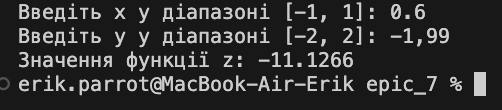 Введіть x у діапазоні [-1, 1]: 0.6
Введіть y у діапазоні [-2, 2]: -1,99
Значення функції z: -11.1266
erik.parrot@MacBook-Air-Erik epic_7 %